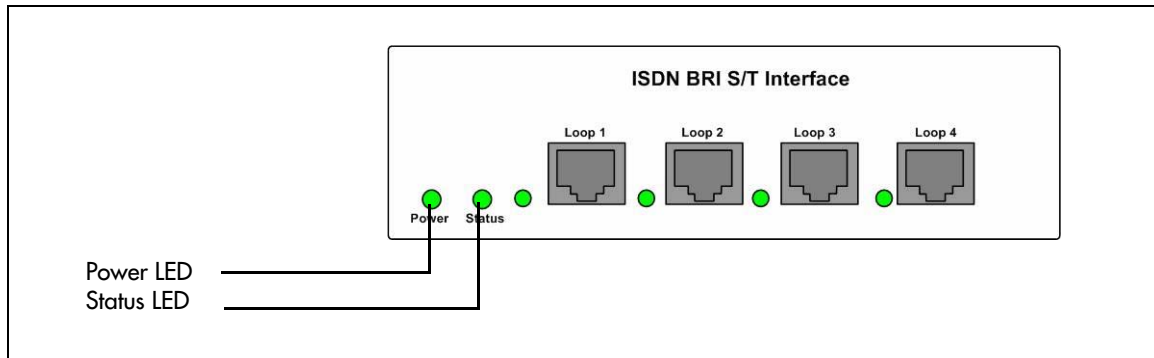 ISDN BRI S/T Interface
Loop 1 Loop 2 Loop 3 Loop 4
Power Status
Power LED
Status LED